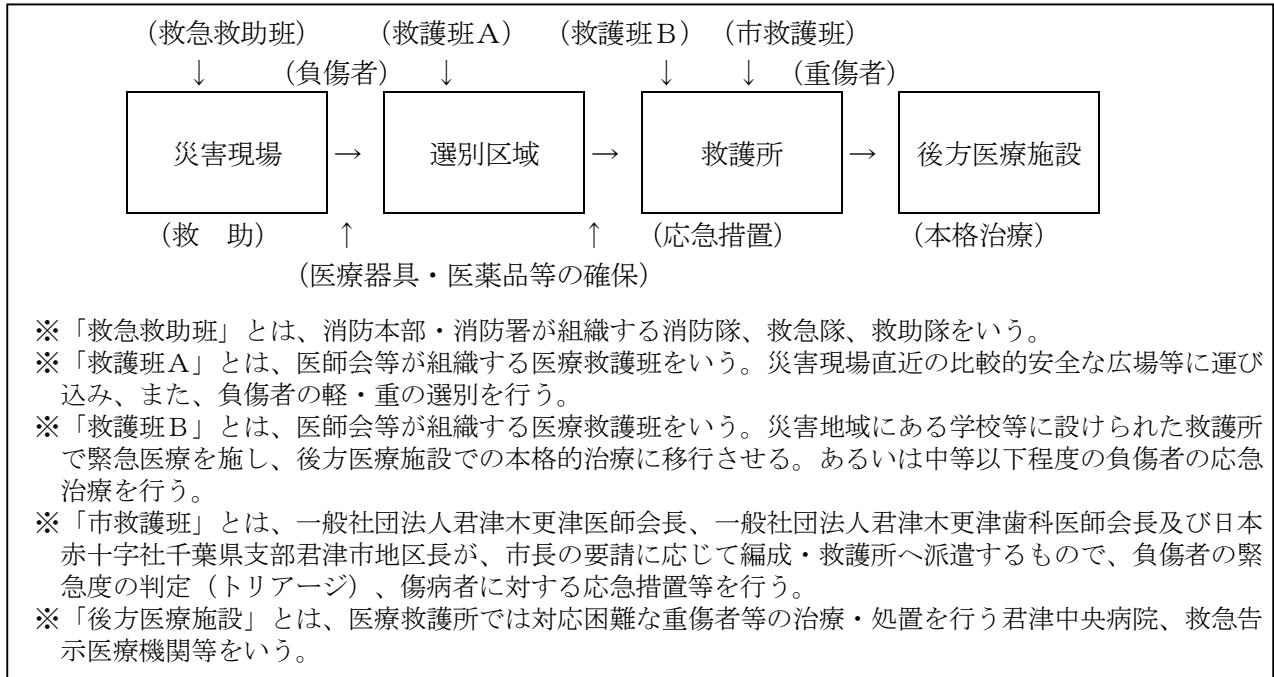 （救急救助班）　（救護班Ａ）　（救護班Ｂ）　（市救護班）
↓　（負傷者）　↓　↓　↓　（重傷者）
災害現場　→　選別区域　→　救護所　→　後方医療施設
（救　助）　↑　↑　（応急措置）　（本格治療）
（医療器具・医薬品等の確保）
※「救急救助班」とは、消防本部・消防署が組織する消防隊、救急隊、救助隊をいう。
※「救護班Ａ」とは、医師会等が組織する医療救護班をいう。災害現場直近の比較的安全な広場等に運び
込み、また、負傷者の軽・重の選別を行う。
※「救護班Ｂ」とは、医師会等が組織する医療救護班をいう。災害地域にある学校等に設けられた救護所
で緊急医療を施し、後方医療施設での本格的治療に移行させる。あるいは中等以下程度の負傷者の応急
治療を行う。
※「市救護班」とは、一般社団法人君津木更津医師会長、一般社団法人君津木更津歯科医師会長及び日本
赤十字社千葉県支部君津市地区長が、市長の要請に応じて編成・救護所へ派遣するもので、負傷者の緊
急度の判定（トリアージ）、傷病者に対する応急措置等を行う。
※「後方医療施設」とは、医療救護所では対応困難な重傷者等の治療・処置を行う君津中央病院、救急告
示医療機関等をいう。